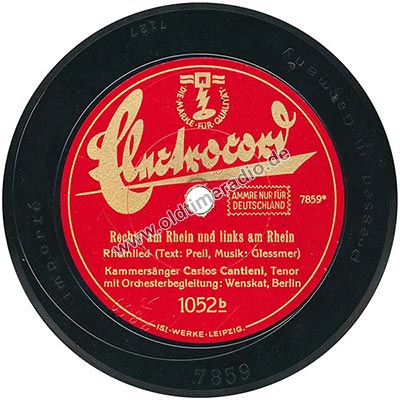 DIE·MARKE·FÜR·QUALITÄT
Electrocord
AMMRE NUR FÜR
DEUTSCHLAND
7859*
Rechts am Rhein und links am Rhein
Rheinlied (Text: Preil, Musik: Glessmer)
Kammersänger Carlos Cantieni, Tenor
mit Orchesterbegleitung: Wenskat, Berlin
1052b
ISI-WERKE-LEIPZIG.
7859
Pressed in Germany
Importé
www.oldtimeradio.de